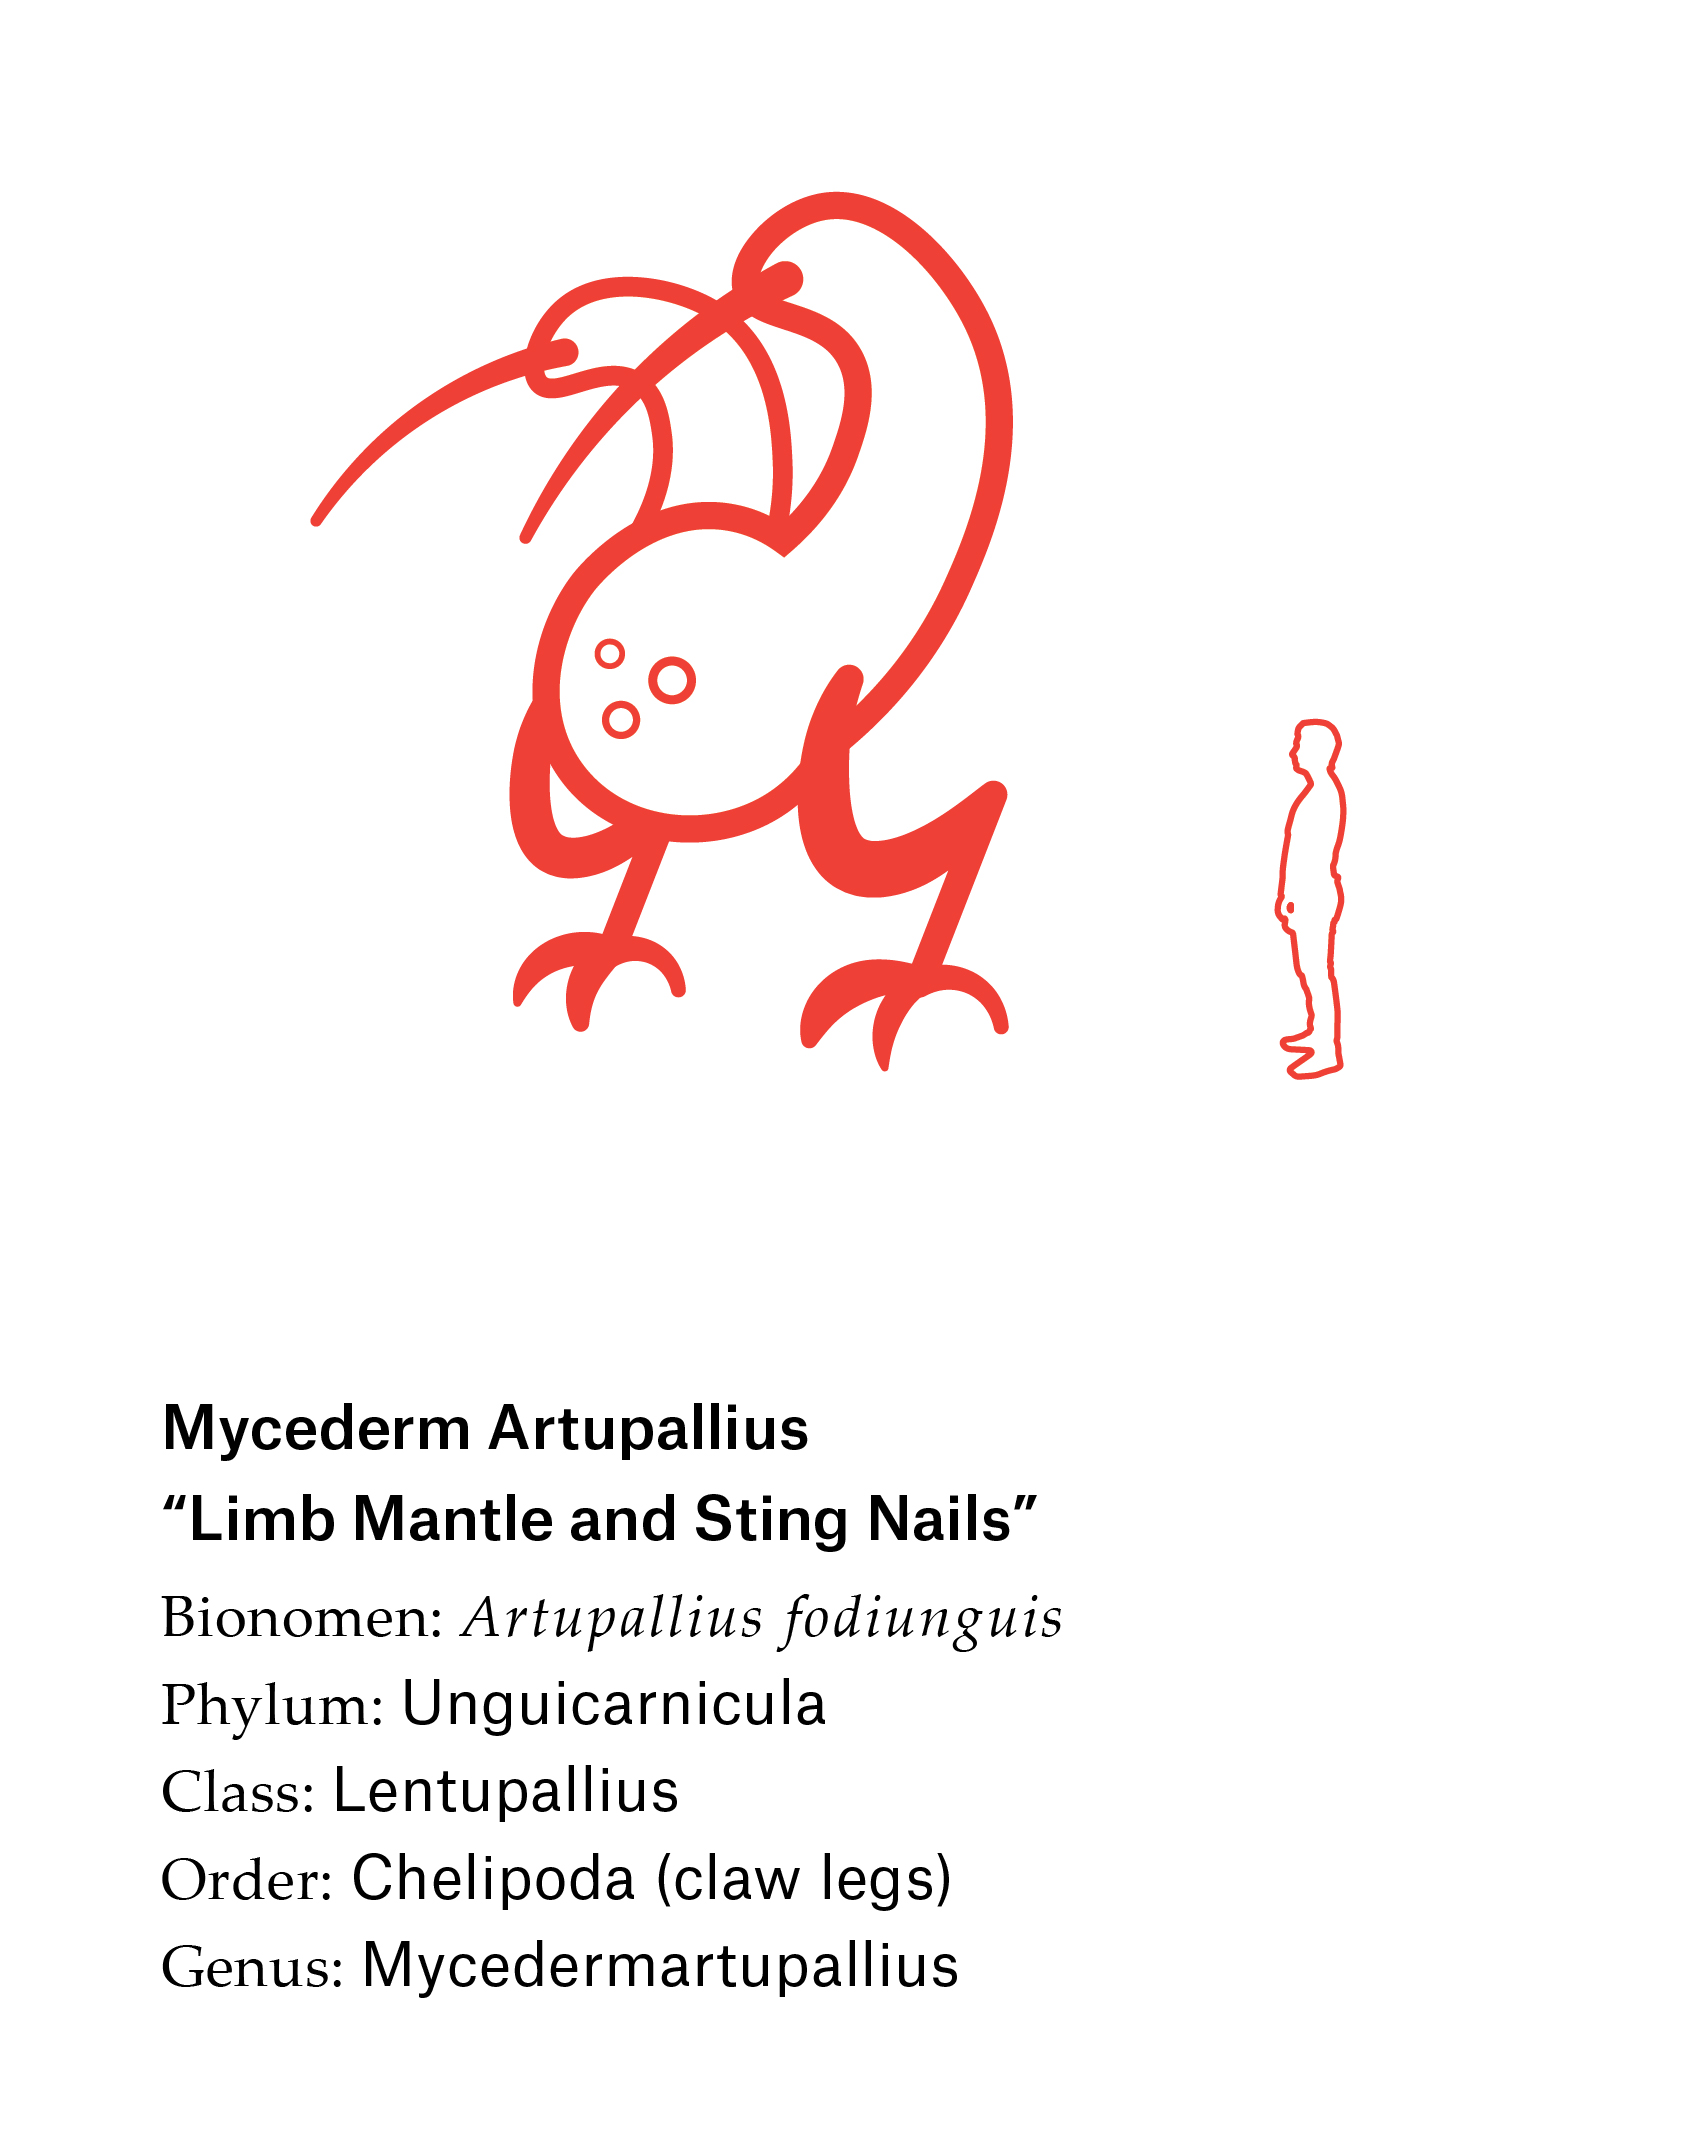 Mycederm Artupallius
“Limb Mantle and Sting Nails”
Bionomen: Artupallius fodiunguis
Phylum: Unguicarnicula
Class: Lentupallius
Order: Chelipoda (claw legs)
Genus: Mycedermartupallius